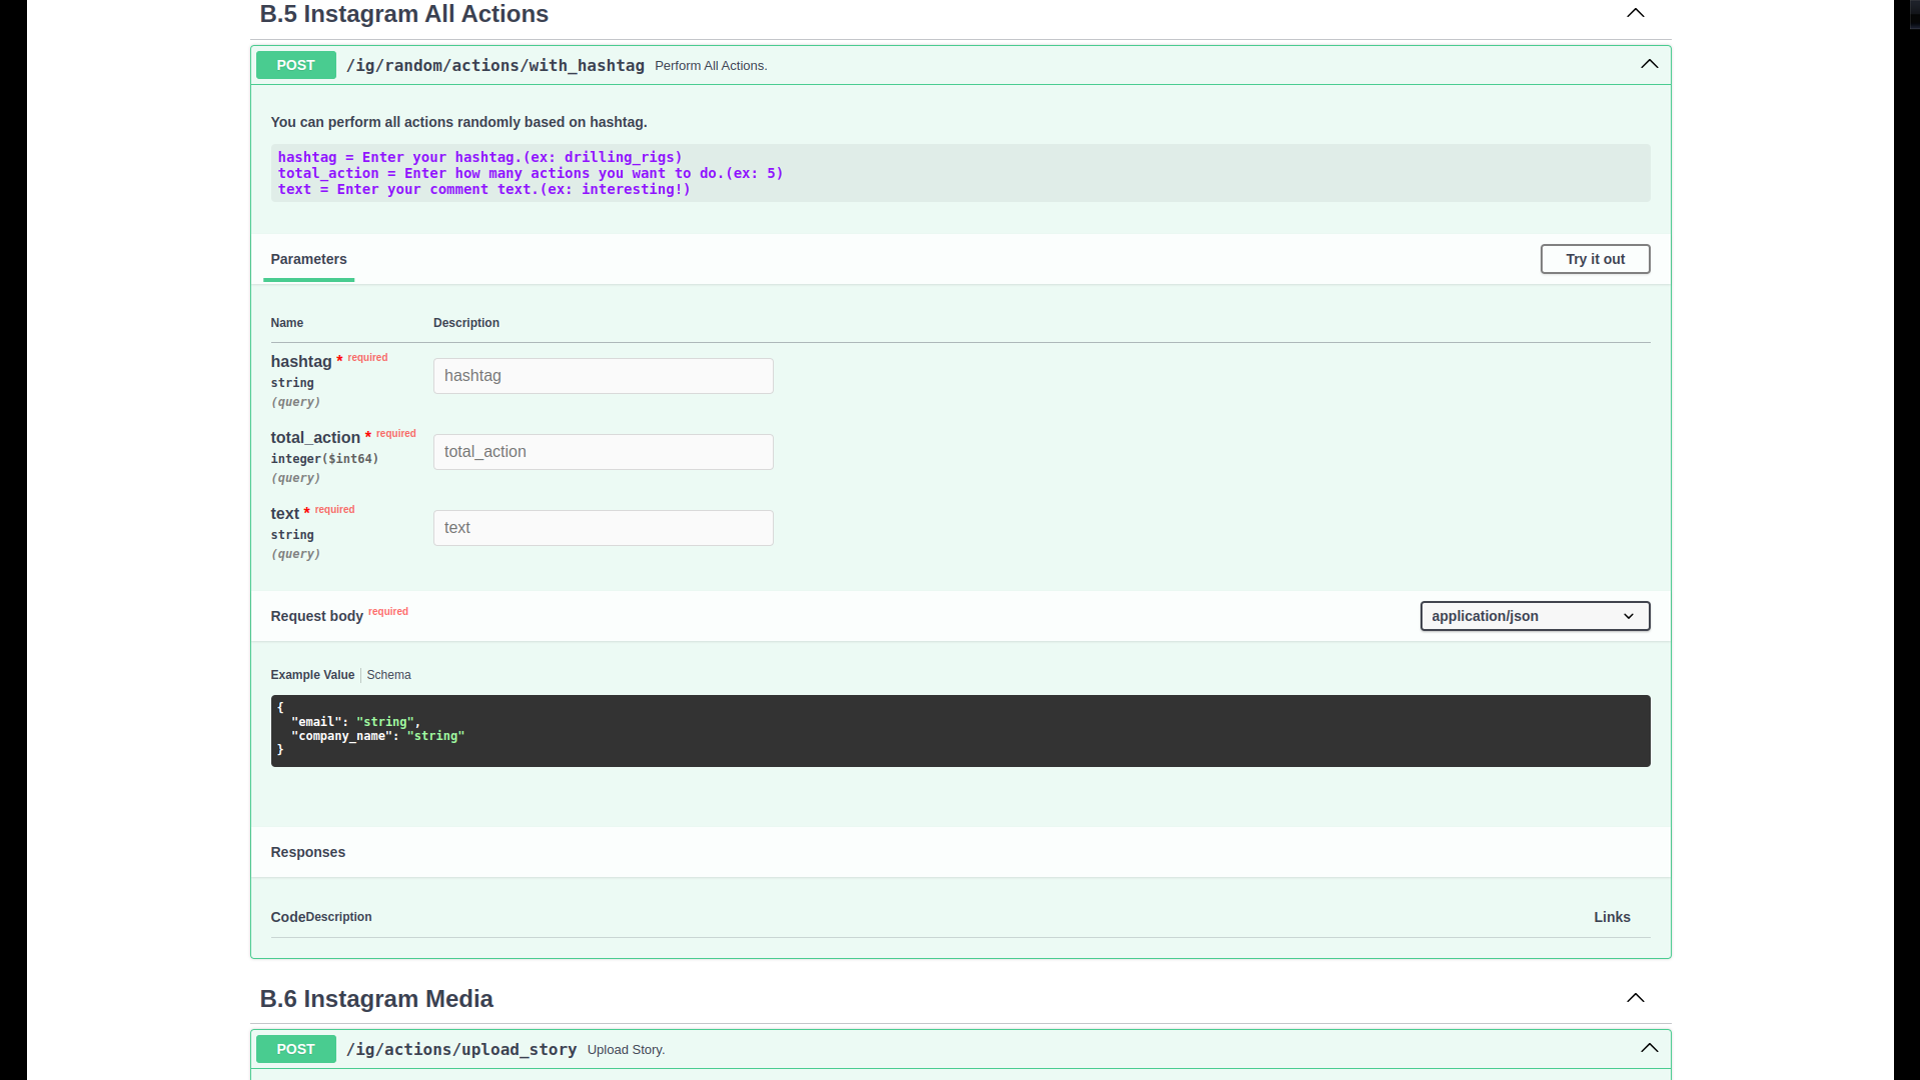 B.5 Instagram All Actions
POST /ig/random/actions/with_hashtag Perform All Actions.
You can perform all actions randomly based on hashtag.
hashtag = Enter your hashtag.(ex: drilling_rigs)
total_action = Enter how many actions you want to do.(ex: 5)
text = Enter your comment text.(ex: interesting!)
Parameters Try it out
Name Description
hashtag * required
string
(query)
hashtag
total_action * required
integer($int64)
(query)
total_action
text * required
string
(query)
text
Request body required application/json
Example Value Schema
{
  "email": "string",
  "company_name": "string"
}
Responses
Code Description Links
B.6 Instagram Media
POST /ig/actions/upload_story Upload Story.